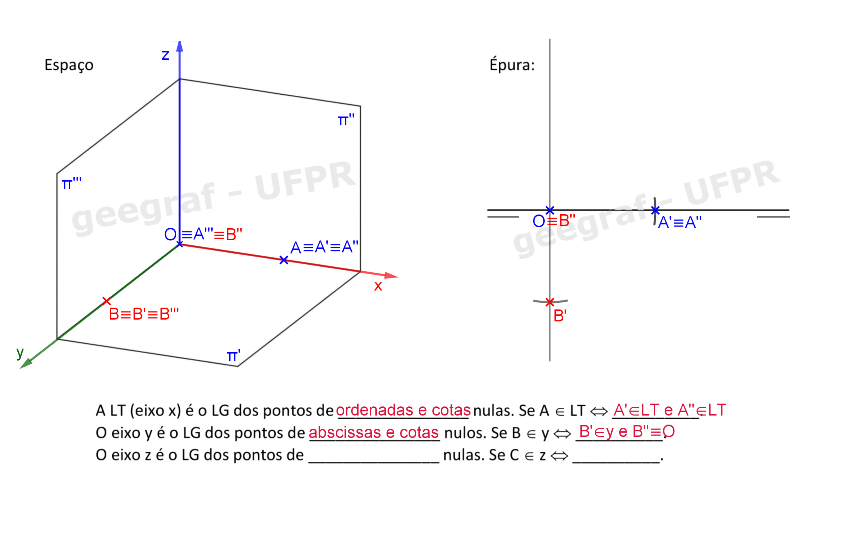 Espaço
Épura:
z
π''
π'''
geegraf - UFPR
geegraf - UFPR
O≡A'''≡B''
A≡A'≡A''
O≡B''
A'≡A''
x
B≡B'≡B'''
B'
y
π'
A LT (eixo x) é o LG dos pontos de ordenadas e cotas nulas. Se A ∈ LT ⇔ A'∈LT e A''∈LT
O eixo y é o LG dos pontos de abscissas e cotas nulos. Se B ∈ y ⇔ B'∈y e B''≡O.
O eixo z é o LG dos pontos de ________________ nulas. Se C ∈ z ⇔ ___________.